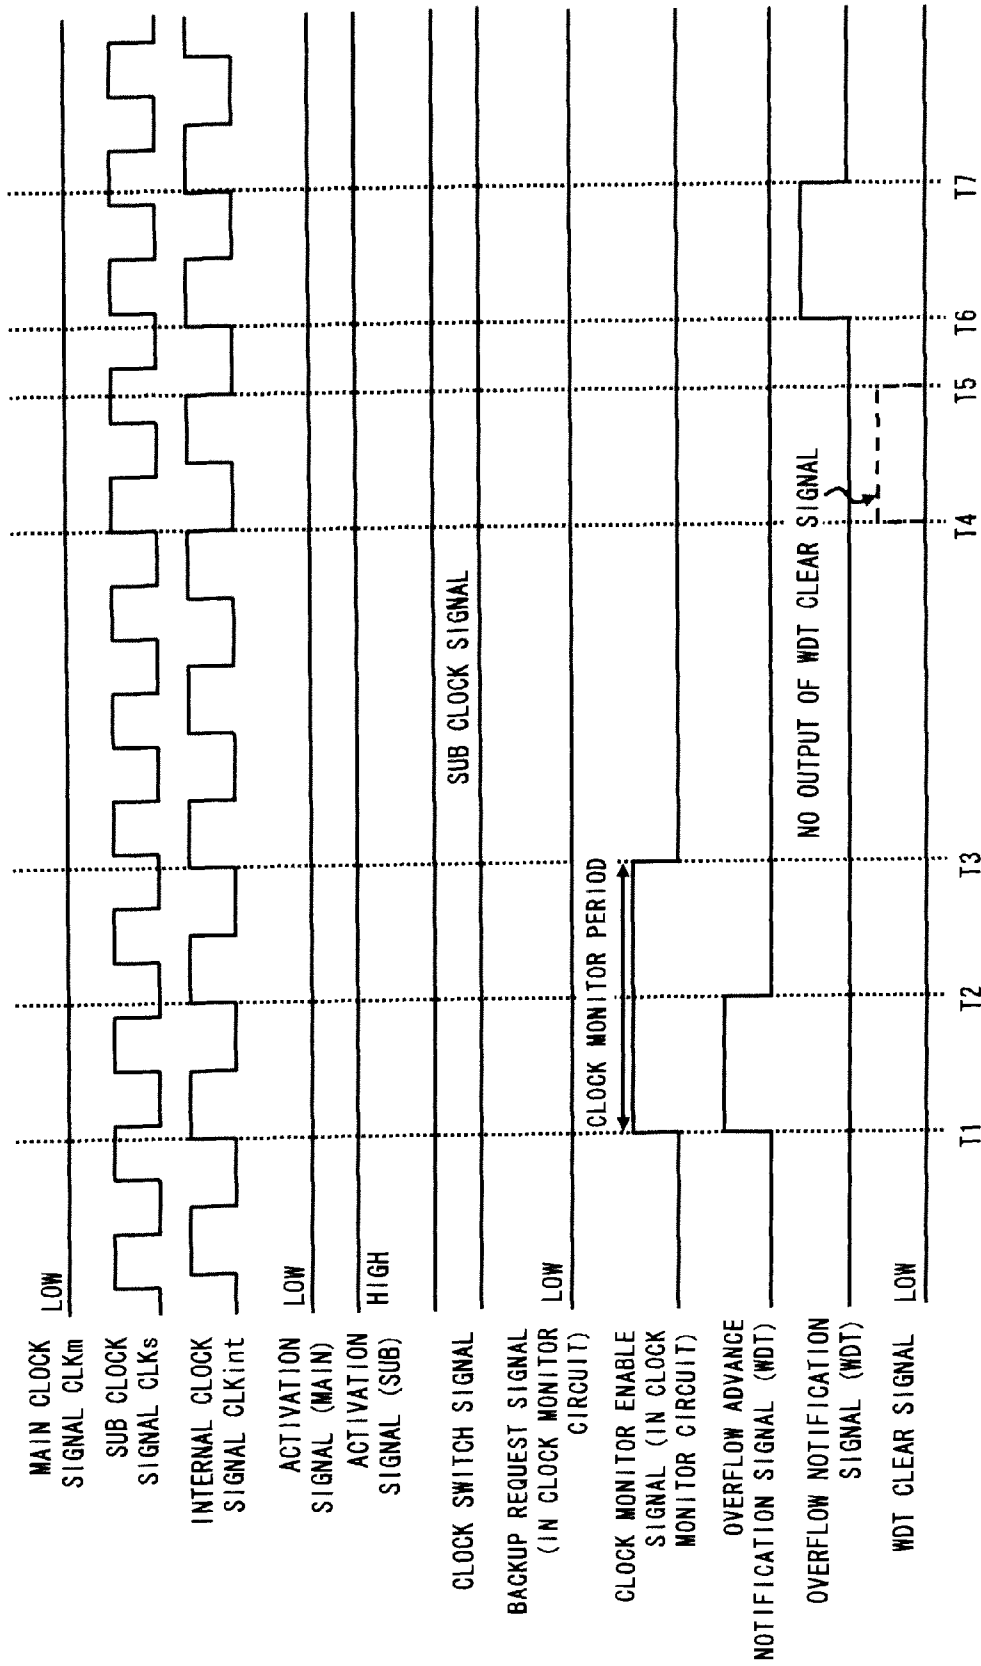 MAIN CLOCK
SIGNAL CLKm
LOW
SUB CLOCK
SIGNAL CLKs
INTERNAL CLOCK
SIGNAL CLKint
ACTIVATION
SIGNAL (MAIN)
LOW
ACTIVATION
SIGNAL (SUB)
HIGH
CLOCK SWITCH SIGNAL
SUB CLOCK SIGNAL
BACKUP REQUEST SIGNAL
(IN CLOCK MONITOR
CIRCUIT)
LOW
CLOCK MONITOR PERIOD
CLOCK MONITOR ENABLE
SIGNAL (IN CLOCK
MONITOR CIRCUIT)
OVERFLOW ADVANCE
NOTIFICATION SIGNAL (WDT)
OVERFLOW NOTIFICATION
SIGNAL (WDT)
NO OUTPUT OF WDT CLEAR SIGNAL
WDT CLEAR SIGNAL
LOW
T1
T2
T3
T4
T5
T6
T7